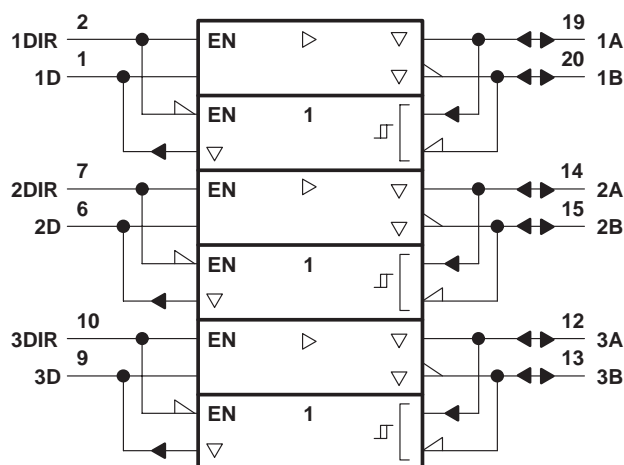 2 19
1DIR EN 1A
1 20
1D 1B
EN 1
7 14
2DIR EN 2A
6 15
2D 2B
EN 1
10 12
3DIR EN 3A
9 13
3D 3B
EN 1